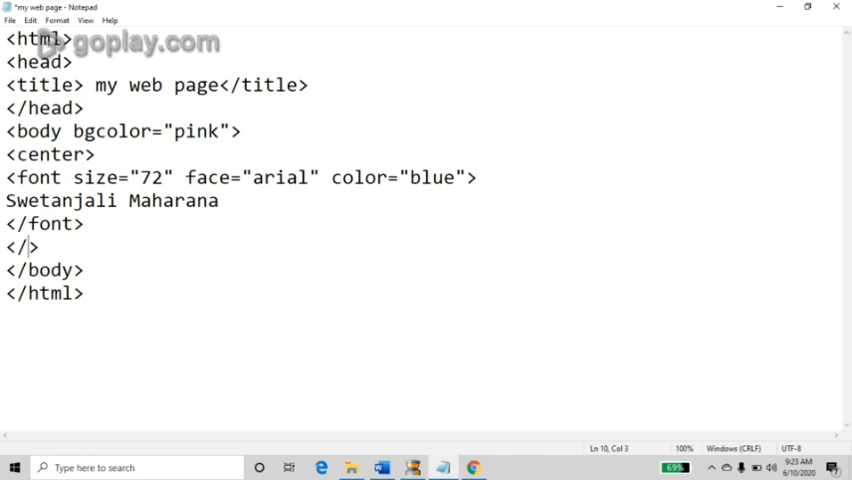 *my web page - Notepad
File Edit Format View Help
goplay.com
<html>
<head>
<title> my web page</title>
</head>
<body bgcolor="pink">
<center>
<font size="72" face="arial" color="blue">
Swetanjali Maharana
</font>
</>
</body>
</html>
Ln 10, Col 3 100% Windows (CRLF) UTF-8
Type here to search
69%
9:23 AM
6/10/2020